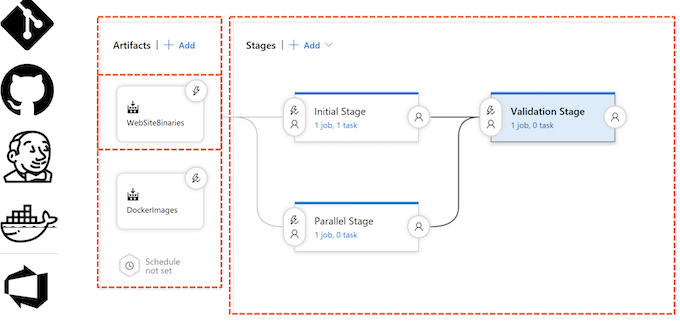 Artifacts | + Add
WebSiteBinaries
DockerImages
Schedule
not set
Stages | + Add
Initial Stage
1 job, 1 task
Parallel Stage
1 job, 0 task
Validation Stage
1 job, 0 task